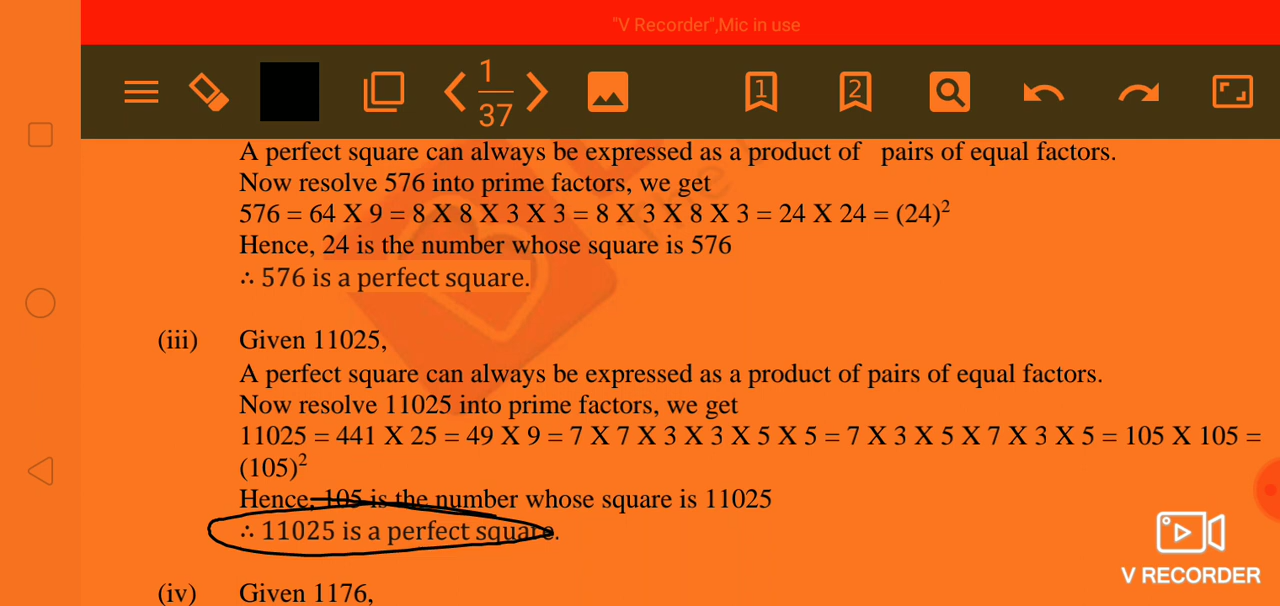 "V Recorder",Mic in use
1
37
1
2
A perfect square can always be expressed as a product of pairs of equal factors.
Now resolve 576 into prime factors, we get
576 = 64 X 9 = 8 X 8 X 3 X 3 = 8 X 3 X 8 X 3 = 24 X 24 = (24)²
Hence, 24 is the number whose square is 576
∴ 576 is a perfect square.
(iii) Given 11025,
A perfect square can always be expressed as a product of pairs of equal factors.
Now resolve 11025 into prime factors, we get
11025 = 441 X 25 = 49 X 9 = 7 X 7 X 3 X 3 X 5 X 5 = 7 X 3 X 5 X 7 X 3 X 5 = 105 X 105 =
(105)²
Hence, 105 is the number whose square is 11025
∴ 11025 is a perfect square.
V RECORDER
(iv) Given 1176,